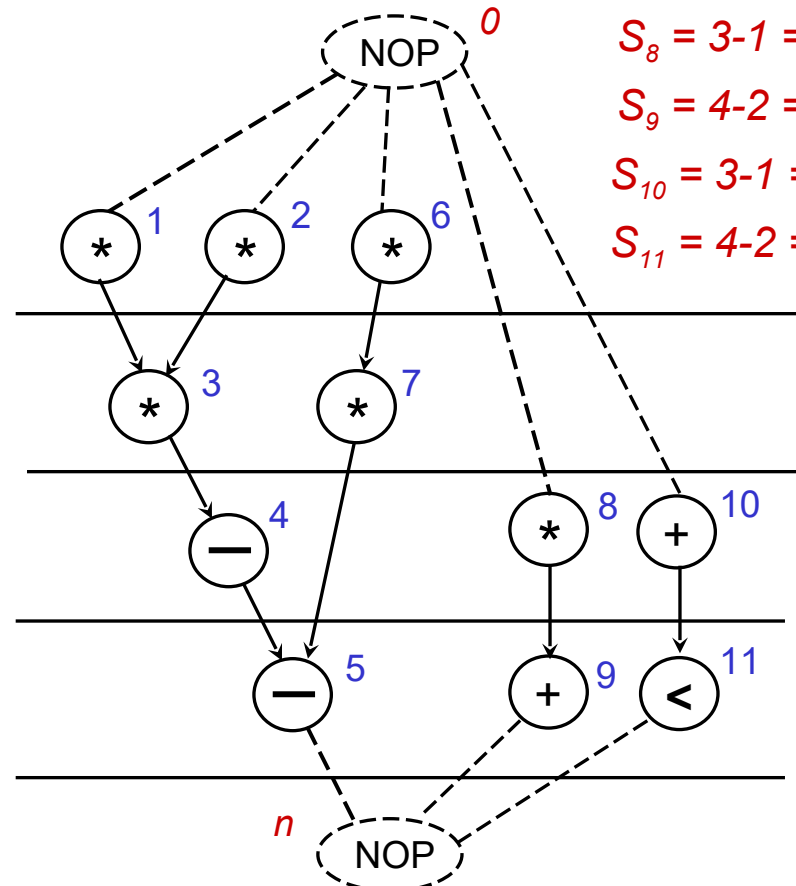 0
NOP
S8 = 3-1 =
S9 = 4-2 =
S10 = 3-1 =
S11 = 4-2 =
* 1 * 2 * 6
* 3 * 7
— 4 * 8 + 10
— 5 + 9 < 11
n
NOP